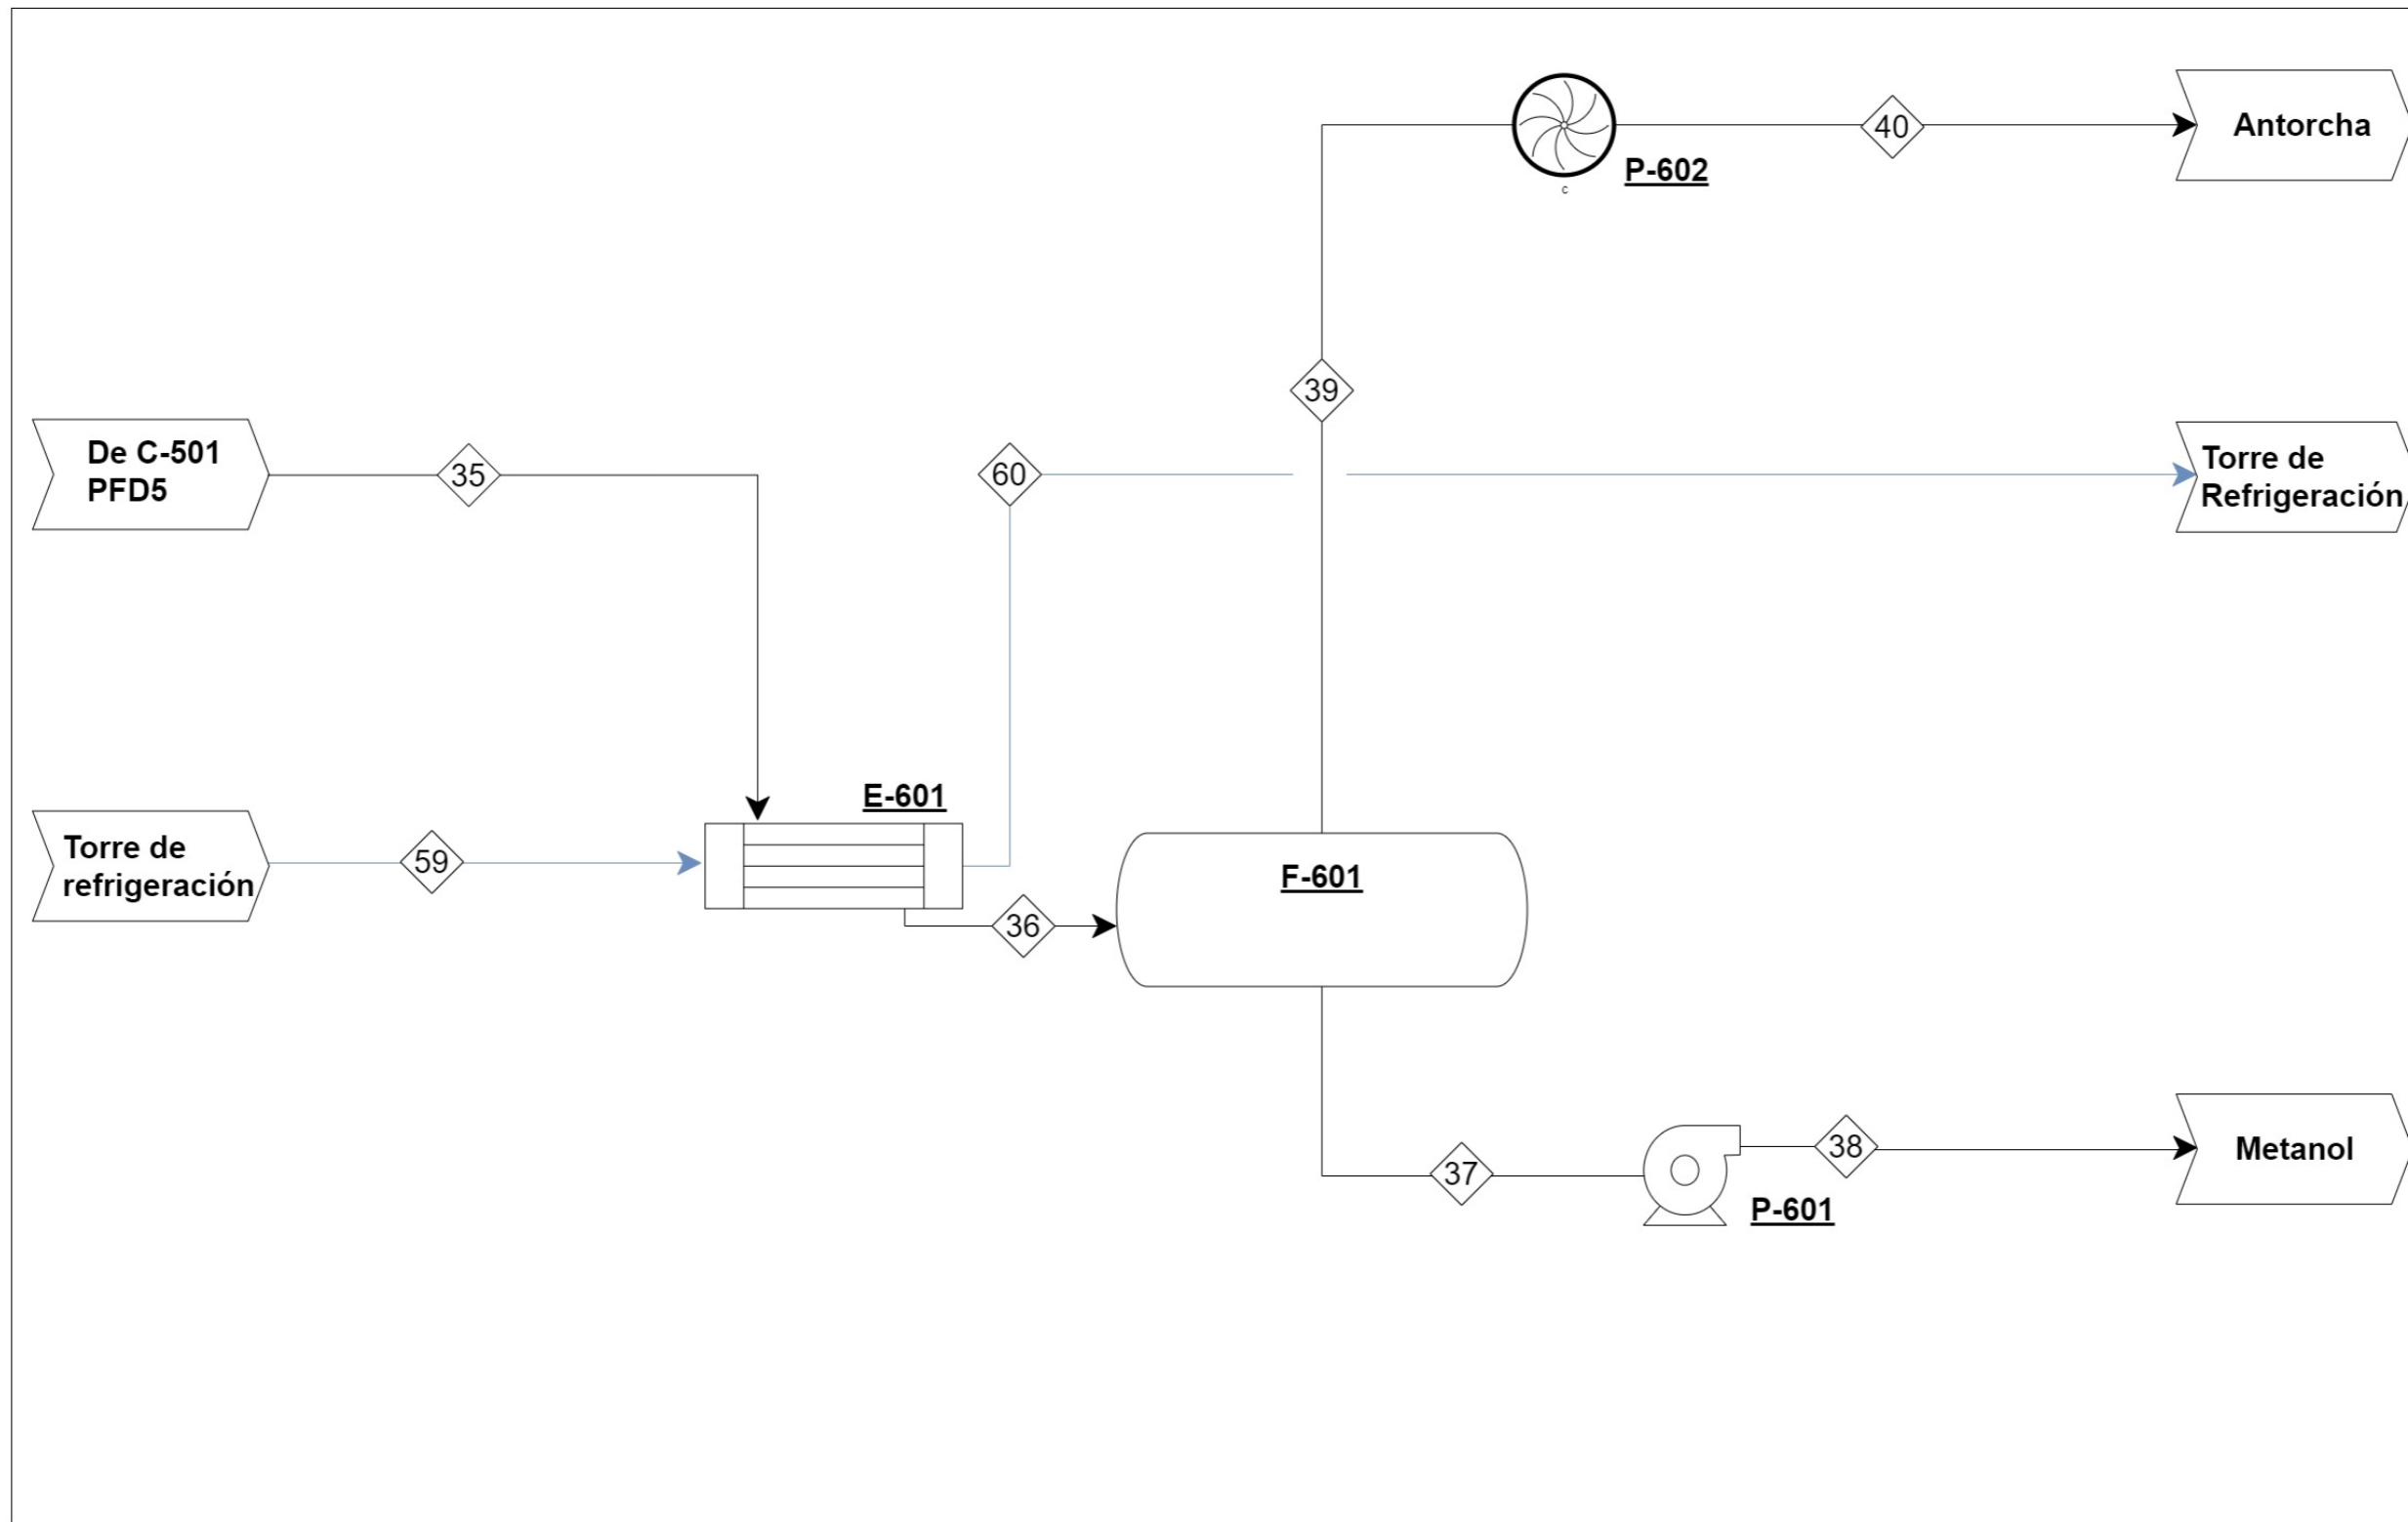 Antorcha
40
P-602
c
39
De C-501
PFD5
35
60
Torre de
Refrigeración
E-601
Torre de
refrigeración
59
F-601
36
37
38
Metanol
P-601